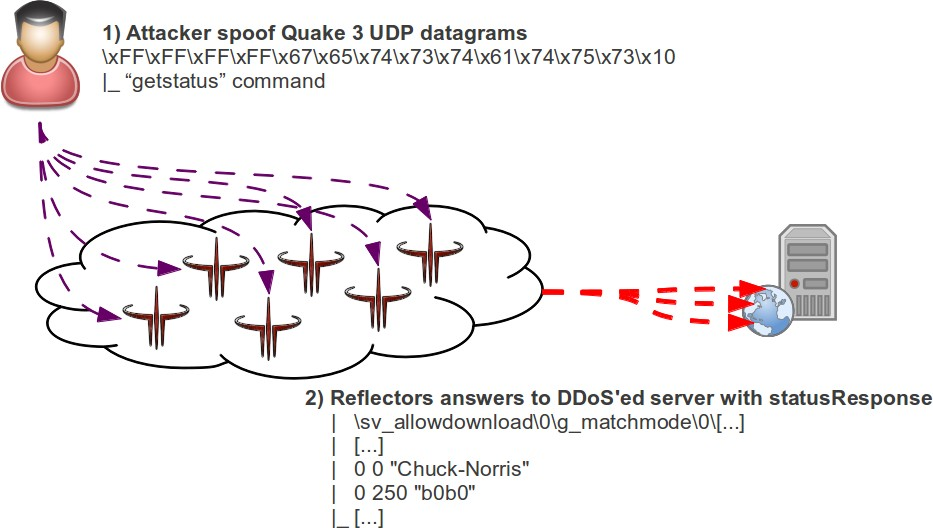 1) Attacker spoof Quake 3 UDP datagrams
\xFF\xFF\xFF\xFF\x67\x65\x74\x73\x74\x61\x74\x75\x73\x10
|_ “getstatus” command
2) Reflectors answers to DDoS'ed server with statusResponse
| \sv_allowdownload\0\g_matchmode\0\[...]
| [...]
| 0 0 "Chuck-Norris"
| 0 250 "b0b0"
|_ [...]